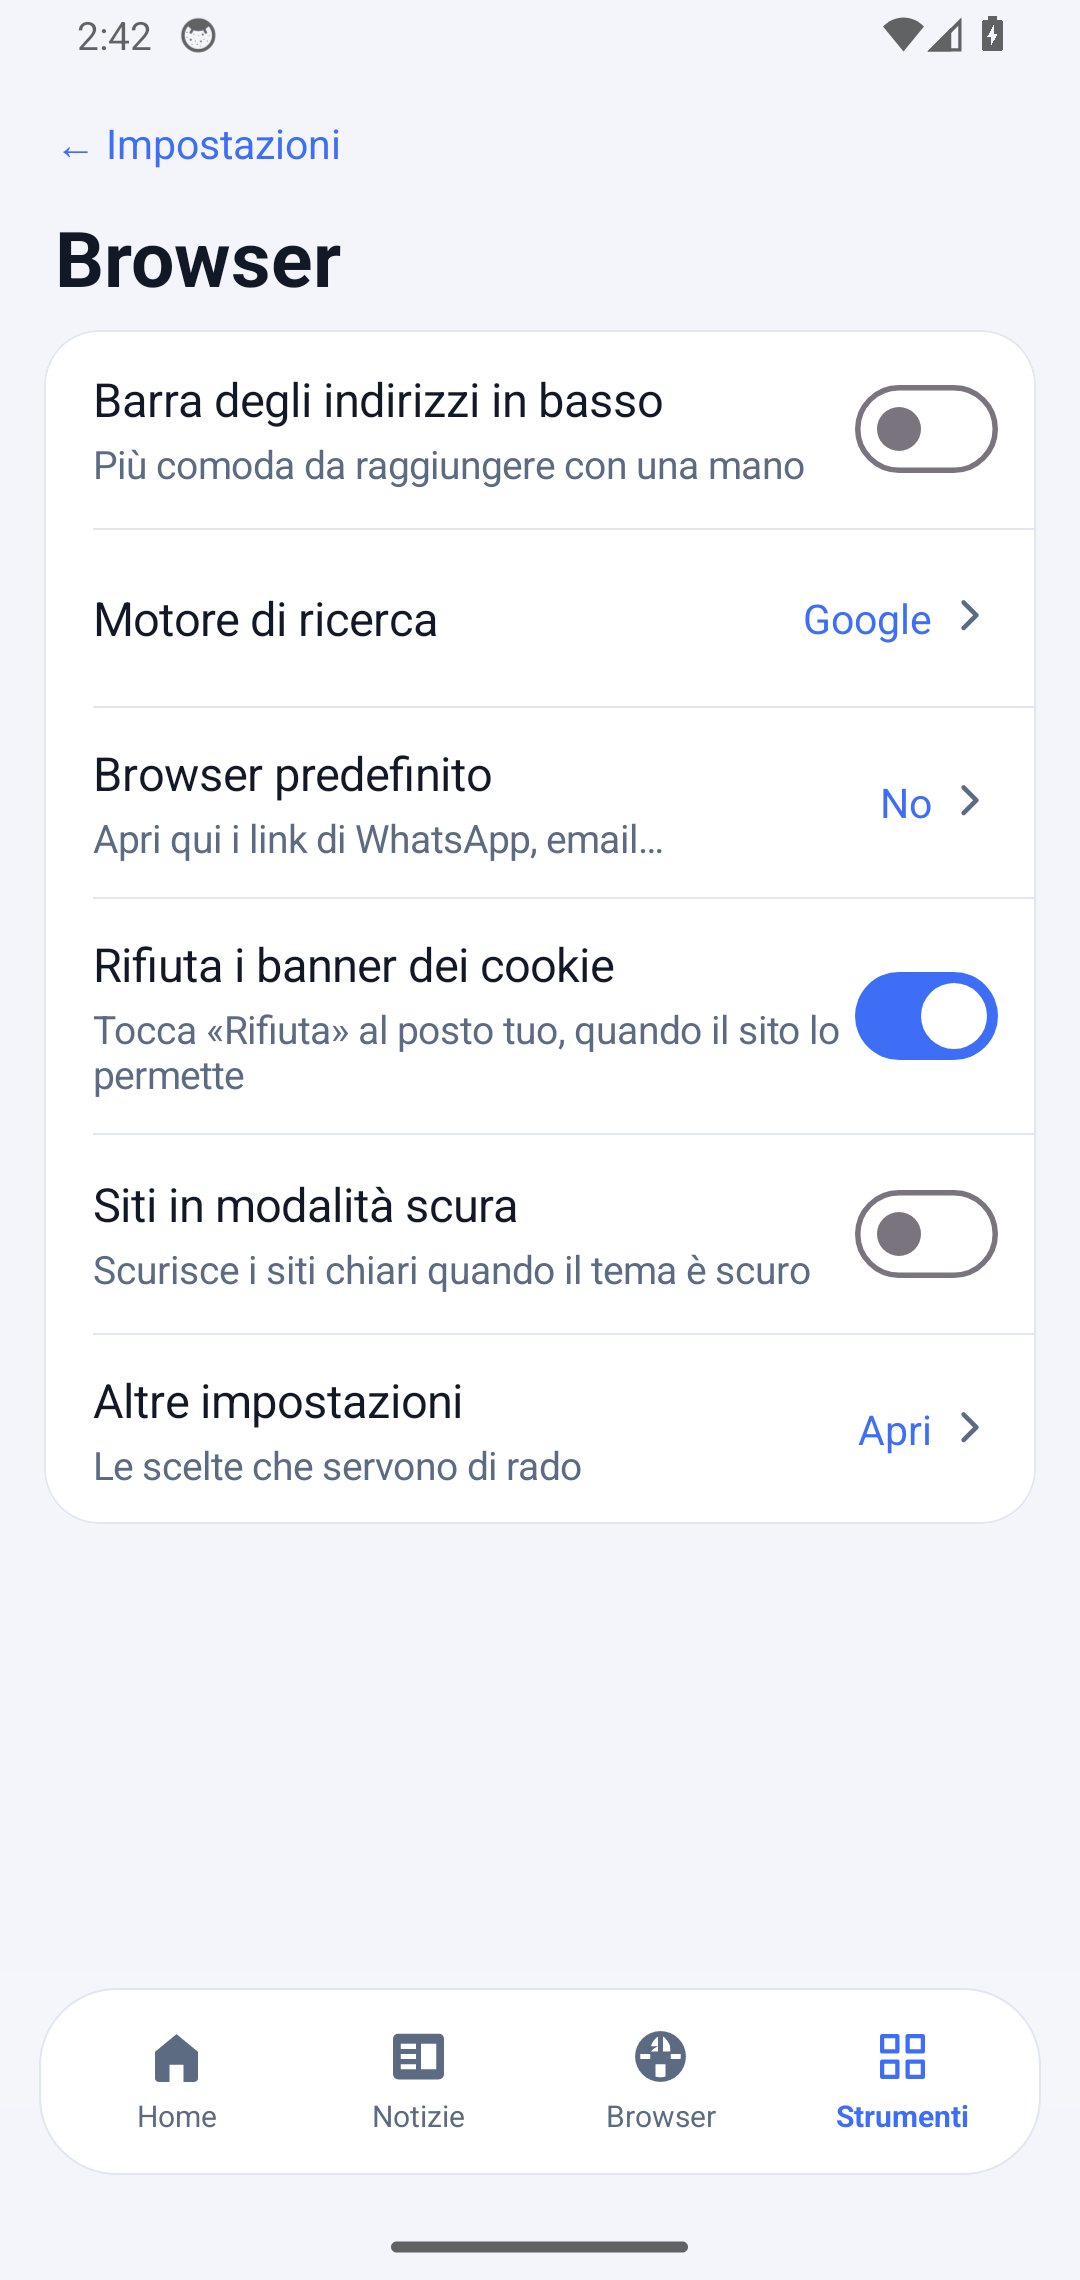 2:42
← Impostazioni
Browser
Barra degli indirizzi in basso
Più comoda da raggiungere con una mano
Motore di ricerca
Google
Browser predefinito
Apri qui i link di WhatsApp, email…
No
Rifiuta i banner dei cookie
Tocca «Rifiuta» al posto tuo, quando il sito lo
permette
Siti in modalità scura
Scurisce i siti chiari quando il tema è scuro
Altre impostazioni
Le scelte che servono di rado
Apri
Home
Notizie
Browser
Strumenti